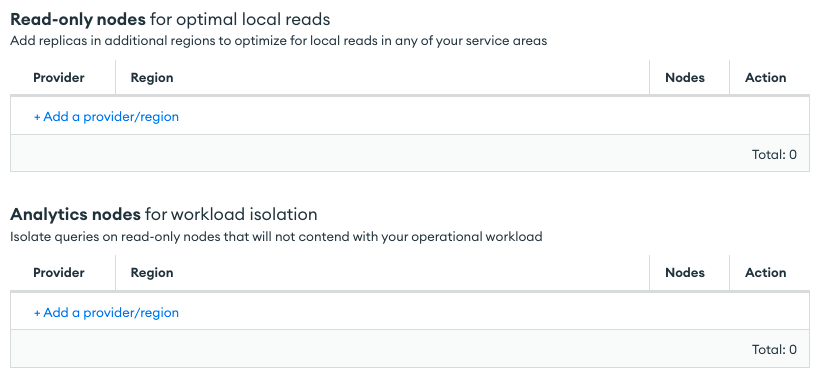 Read-only nodes for optimal local reads
Add replicas in additional regions to optimize for local reads in any of your service areas
Provider Region Nodes Action
+ Add a provider/region
Total: 0
Analytics nodes for workload isolation
Isolate queries on read-only nodes that will not contend with your operational workload
Provider Region Nodes Action
+ Add a provider/region
Total: 0